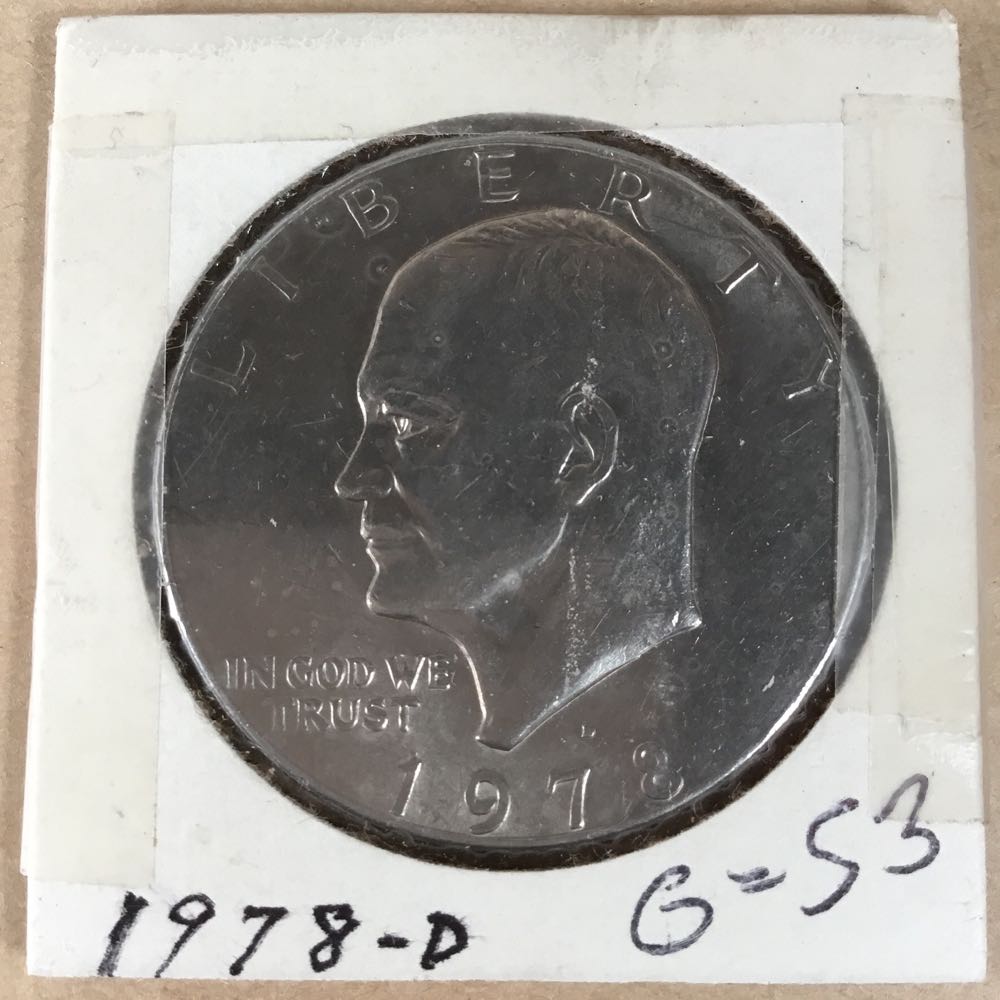 LIBERTY
IN GOD WE
TRUST
D
1978
G=53
1978-D